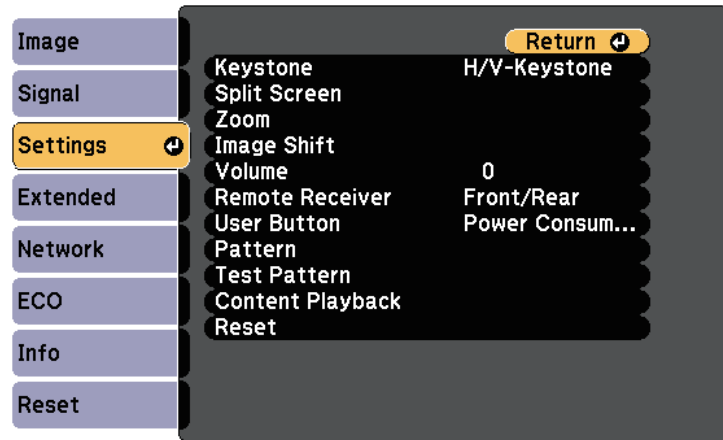 Image
Signal
Settings
Extended
Network
ECO
Info
Reset
Return
Keystone H/V-Keystone
Split Screen
Zoom
Image Shift
Volume 0
Remote Receiver Front/Rear
User Button Power Consum...
Pattern
Test Pattern
Content Playback
Reset